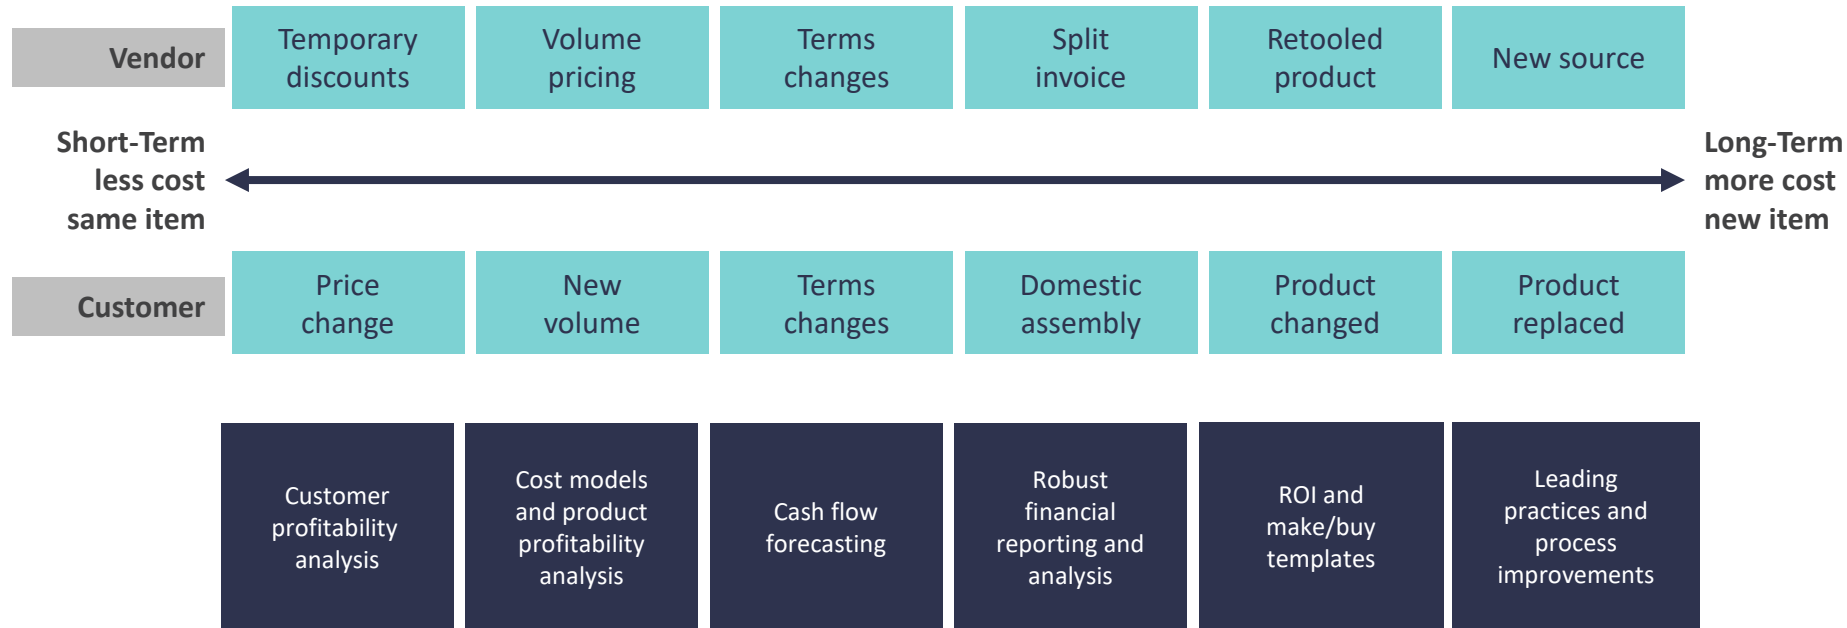 Vendor
Temporary
discounts
Volume
pricing
Terms
changes
Split
invoice
Retooled
product
New source
Short-Term
less cost
same item
Long-Term
more cost
new item
Customer
Price
change
New
volume
Terms
changes
Domestic
assembly
Product
changed
Product
replaced
Customer
profitability
analysis
Cost models
and product
profitability
analysis
Cash flow
forecasting
Robust
financial
reporting and
analysis
ROI and
make/buy
templates
Leading
practices and
process
improvements